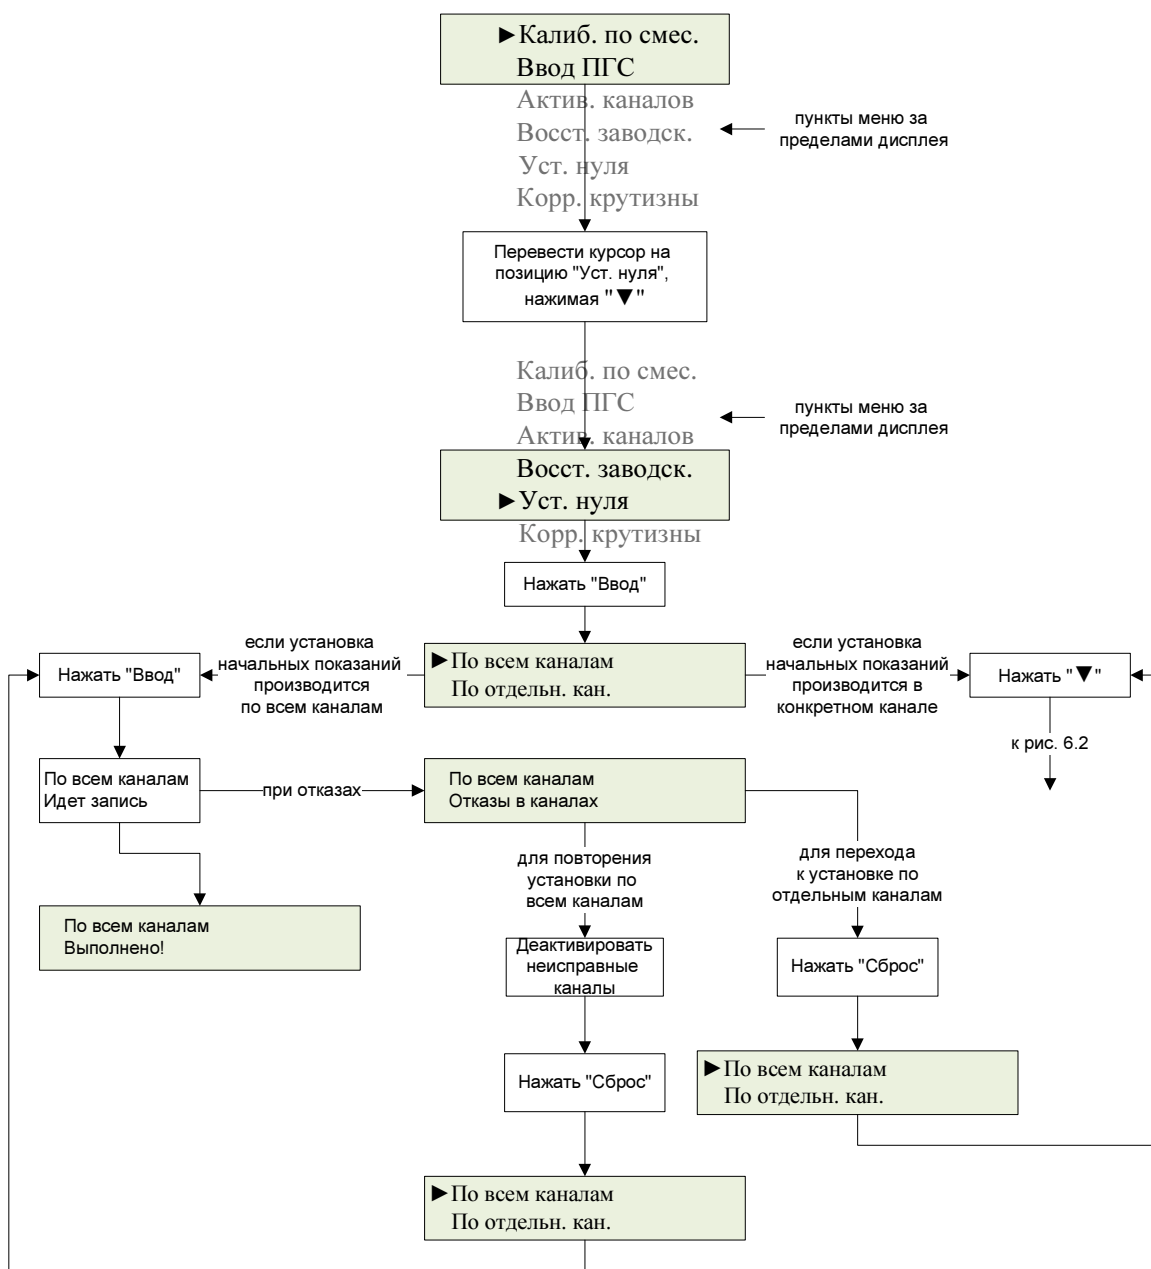 ►Калиб. по смес.
Ввод ПГС
Актив. каналов
Восст. заводск.
Уст. нуля
Корр. крутизны
пункты меню за
пределами дисплея
Перевести курсор на
позицию "Уст. нуля",
нажимая "▼"
Калиб. по смес.
Ввод ПГС
Актив. каналов
пункты меню за
пределами дисплея
Восст. заводск.
►Уст. нуля
Корр. крутизны
Нажать "Ввод"
Нажать "Ввод"
если установка
начальных показаний
производится
по всем каналам
►По всем каналам
По отдельн. кан.
если установка
начальных показаний
производится в
конкретном канале
Нажать "▼"
к рис. 6.2
По всем каналам
Идет запись
при отказах
По всем каналам
Отказы в каналах
для повторения
установки по
всем каналам
для перехода
к установке по
отдельным каналам
По всем каналам
Выполнено!
Деактивировать
неисправные
каналы
Нажать "Сброс"
Нажать "Сброс"
►По всем каналам
По отдельн. кан.
►По всем каналам
По отдельн. кан.